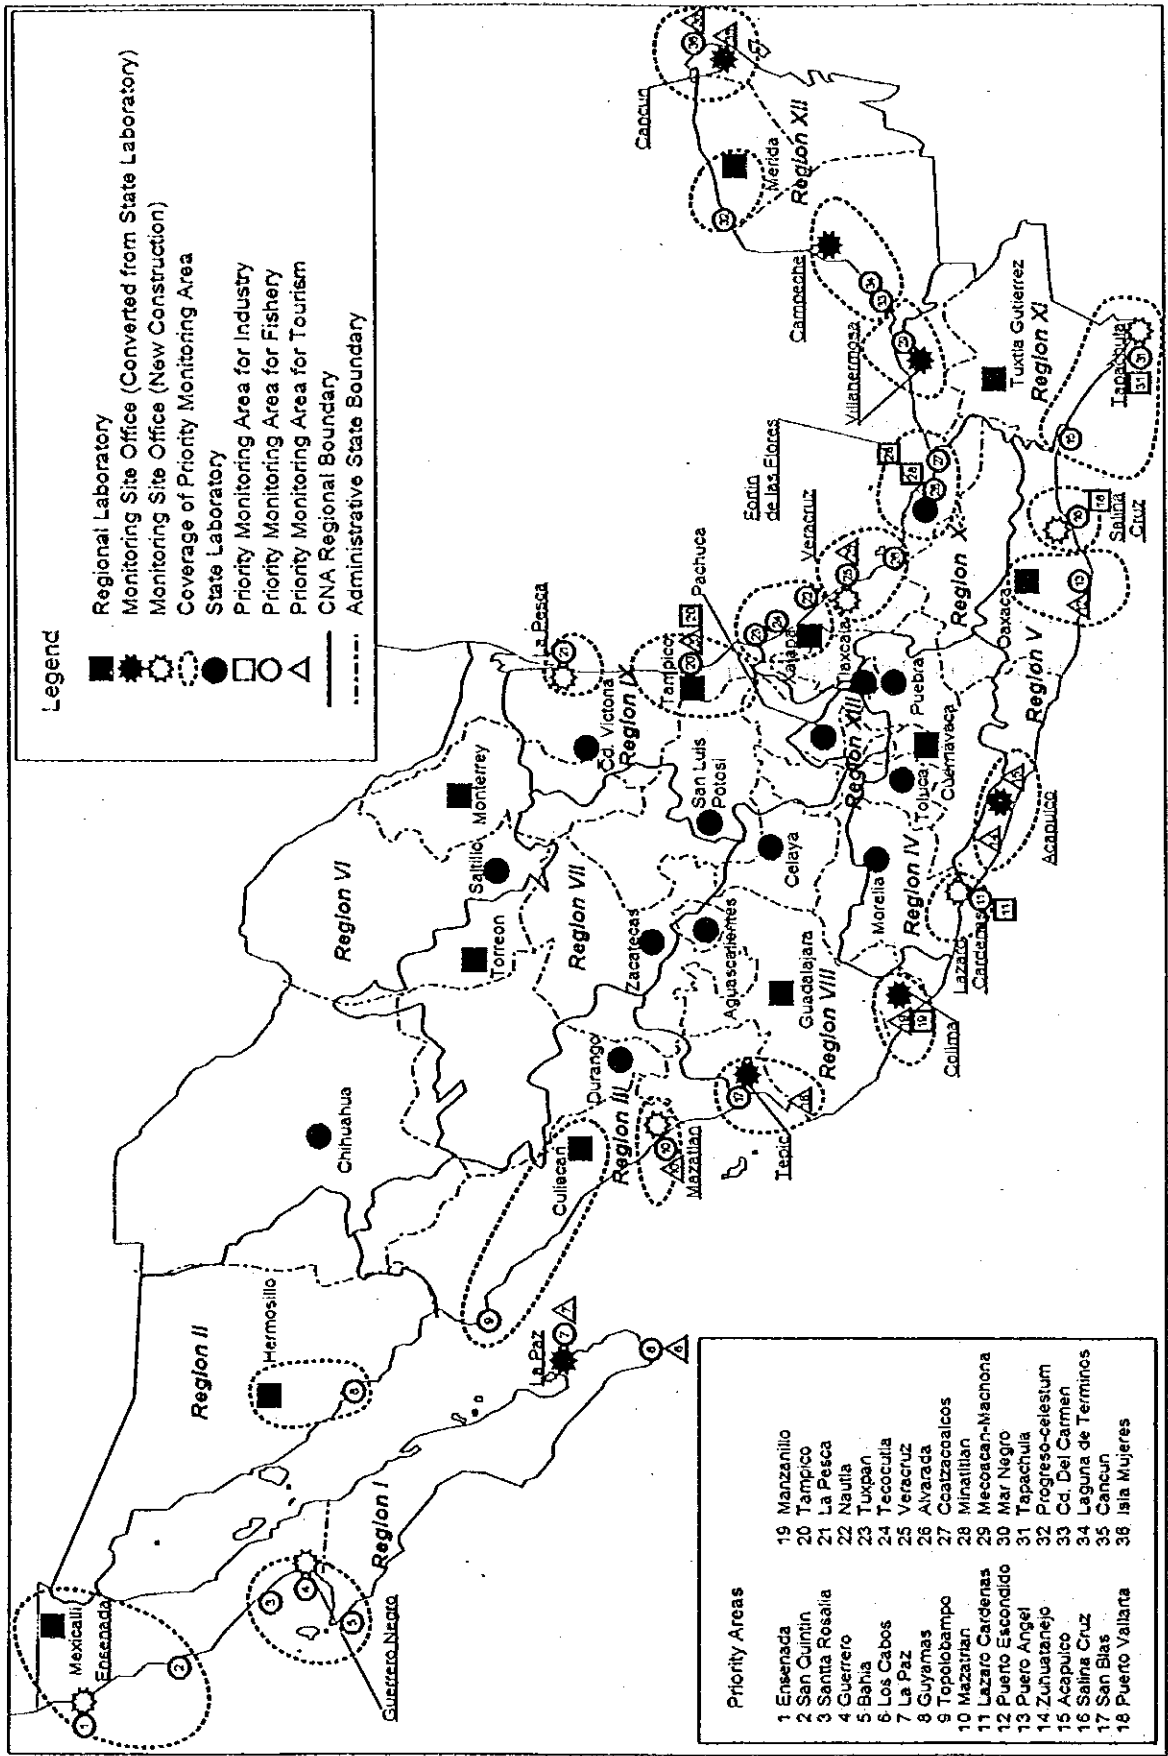 Legend
Regional Laboratory
Monitoring Site Office (Converted from State Laboratory)
Monitoring Site Office (New Construction)
Coverage of Priority Monitoring Area
State Laboratory
Priority Monitoring Area for Industry
Priority Monitoring Area for Fishery
Priority Monitoring Area for Tourism
CNA Regional Boundary
Administrative State Boundary
Mexicalli
Ensenada
Guerrero Negro
Region I
Region II
Hermosillo
La Paz
Chihuahua
Culiacan
Region III
Mazatlan
Durango
Tepic
Region VI
Torreon
Saltillo
Monterrey
Region VII
Zacatecas
Aguascalientes
Guadalajara
Region VIII
Colima
San Luis
Potosi
Celaya
Morelia
Region IV
Lazaro
Cardenas
Cd. Victoria
Region IX
La Pesca
Tampico
Pachuca
Xalapa
Tlaxcala
Region XIII
Puebra
Toluca
Cuernavaca
Acapulco
Veracruz
Fortin
de las Flores
Region X
Oaxaca
Region V
Salina
Cruz
Villahermosa
Tuxtla Gutierrez
Region XI
Tapachula
Campeche
Merida
Region XII
Cancun
Priority Areas
1 Ensenada
2 San Quintin
3 Santta Rosalia
4 Guerrero
5 Bahia
6 Los Cabos
7 La Paz
8 Guyamas
9 Topolobampo
10 Mazatrlan
11 Lazaro Cardenas
12 Puerto Escondido
13 Puero Angel
14 Zuhuatanejo
15 Acapulco
16 Salina Cruz
17 San Blas
18 Puerto Vallarta
19 Manzanillo
20 Tampico
21 La Pesca
22 Nautla
23 Tuxpan
24 Tecocutla
25 Veracruz
26 Alvarada
27 Coatzacoalcos
28 Minatitlan
29 Mecoacan-Machona
30 Mar Negro
31 Tapachula
32 Progreso-celestum
33 Cd. Del Carmen
34 Laguna de Terminos
35 Cancun
36 Isla Mujeres